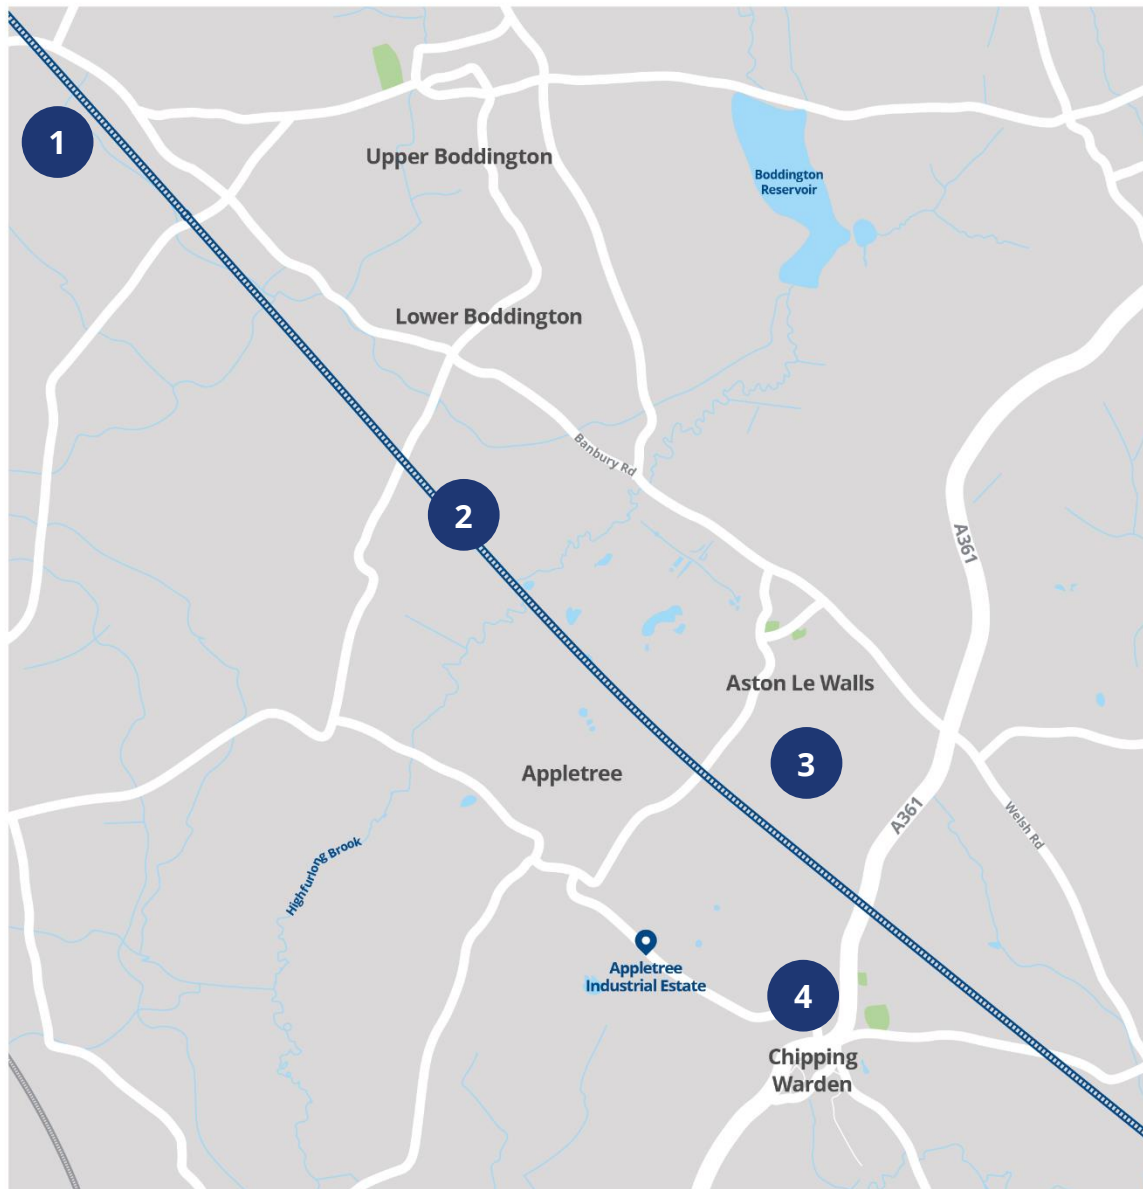 1
Upper Boddington
Boddington
Reservoir
Lower Boddington
Banbury Rd
2
A361
Aston Le Walls
3
Appletree
A361
Welsh Rd
Highfurlong Brook
Appletree
Industrial Estate
4
Chipping
Warden